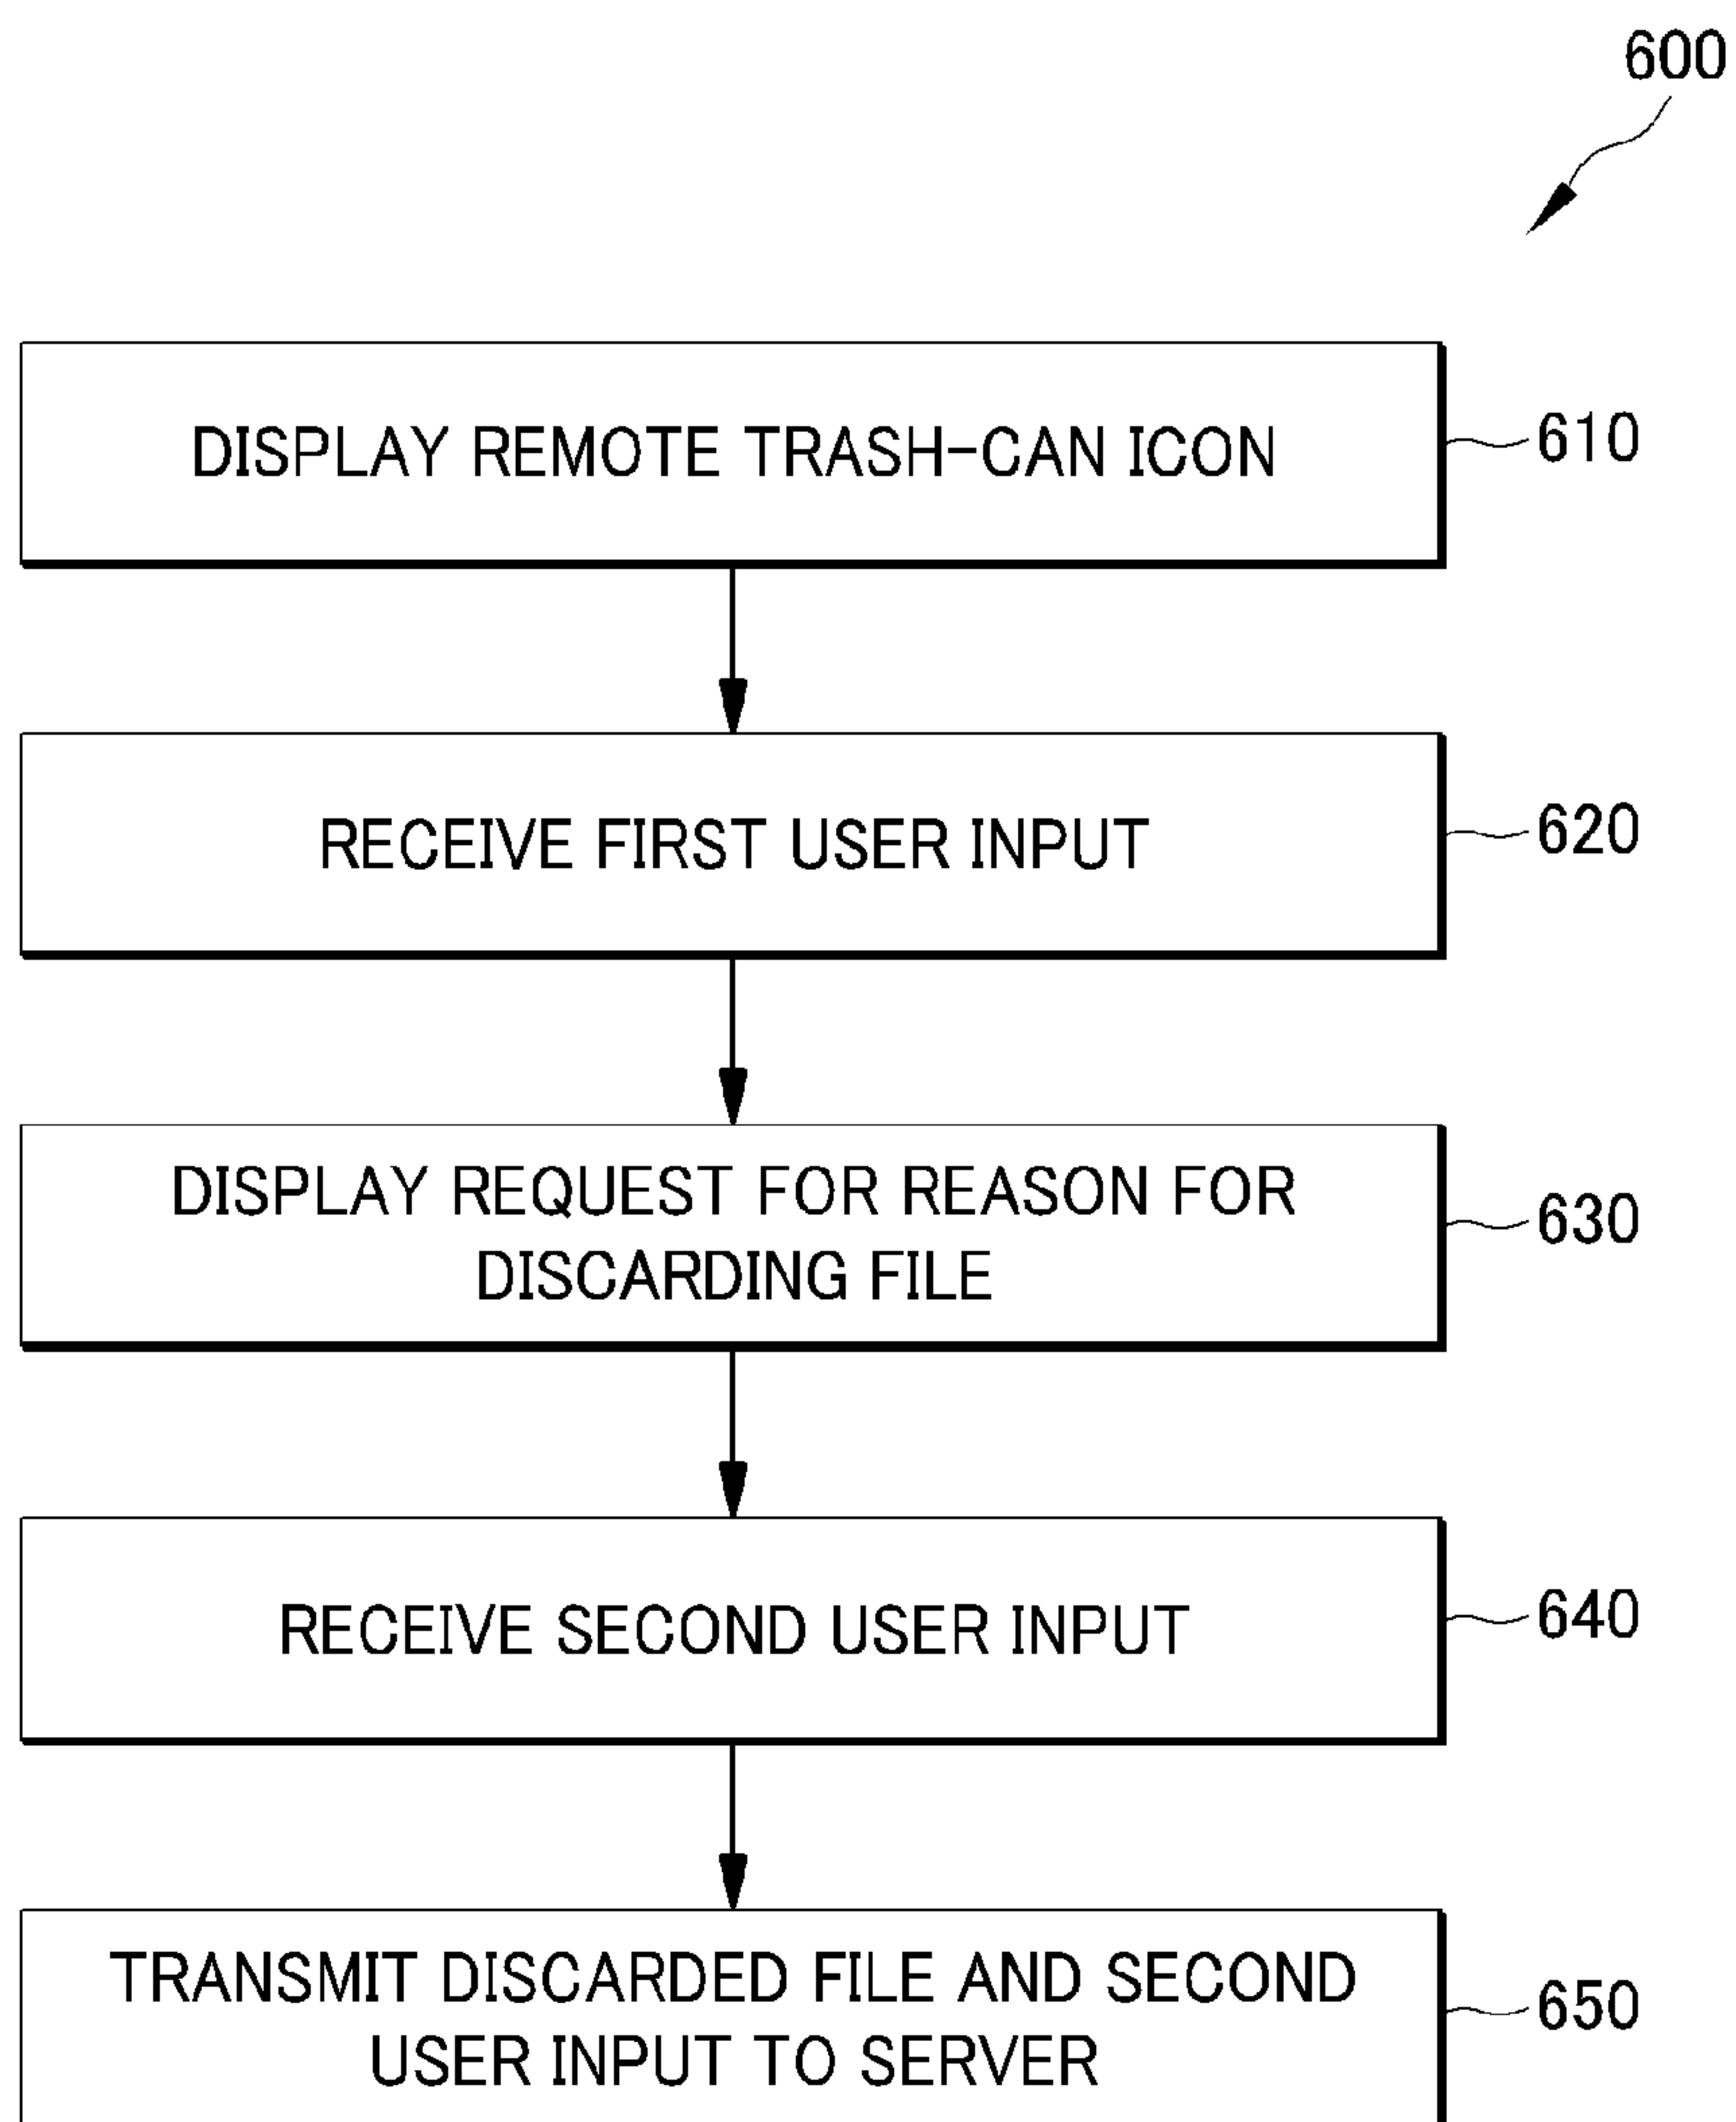 600
DISPLAY REMOTE TRASH-CAN ICON
610
RECEIVE FIRST USER INPUT
620
DISPLAY REQUEST FOR REASON FOR
DISCARDING FILE
630
RECEIVE SECOND USER INPUT
640
TRANSMIT DISCARDED FILE AND SECOND
USER INPUT TO SERVER
650